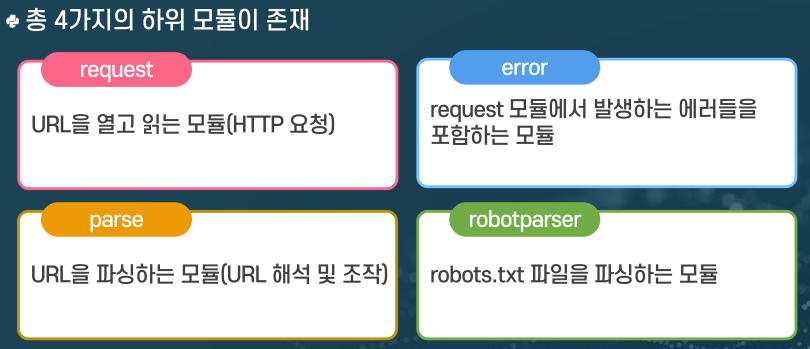 총 4가지의 하위 모듈이 존재
request
URL을 열고 읽는 모듈(HTTP 요청)
error
request 모듈에서 발생하는 에러들을
포함하는 모듈
parse
URL을 파싱하는 모듈(URL 해석 및 조작)
robotparser
robots.txt 파일을 파싱하는 모듈